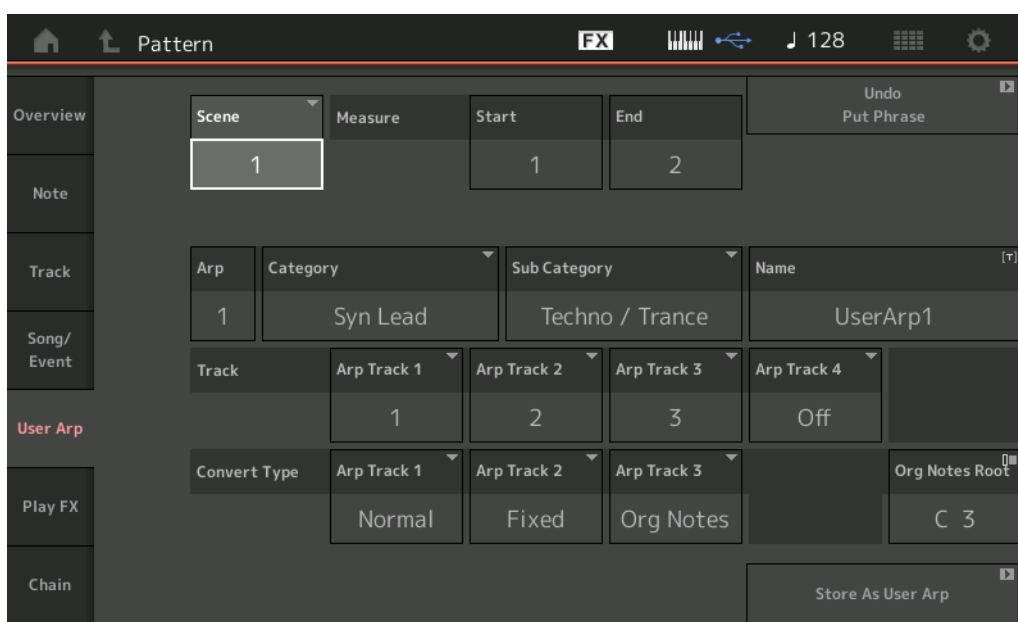 Pattern
FX
128
Overview
Note
Track
Song/
Event
User Arp
Play FX
Chain
Scene
Measure
Start
End
Undo
Put Phrase
1
1
2
Arp
Category
Sub Category
Name
[T]
1
Syn Lead
Techno / Trance
UserArp1
Track
Arp Track 1
Arp Track 2
Arp Track 3
Arp Track 4
1
2
3
Off
Convert Type
Arp Track 1
Arp Track 2
Arp Track 3
Org Notes Root
Normal
Fixed
Org Notes
C 3
Store As User Arp